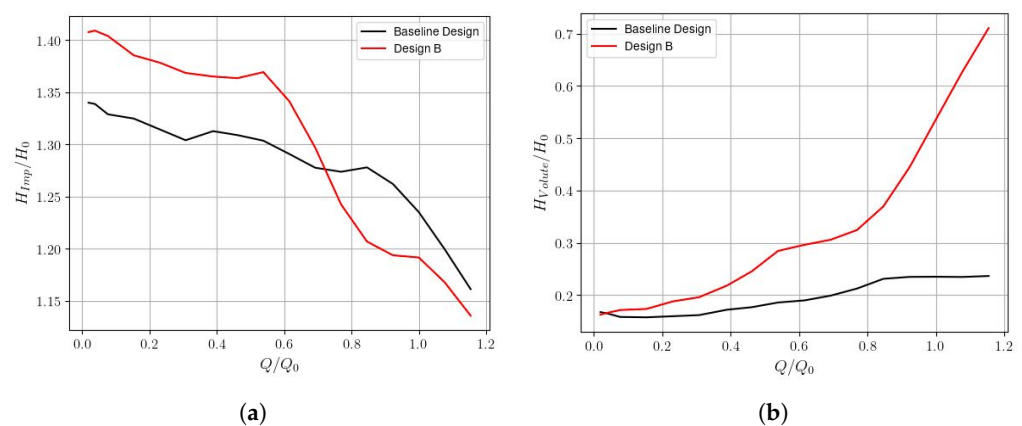 Baseline Design
Design B
1.40
1.35
1.30
1.25
1.20
1.15
H_Imp/H_0
0.0 0.2 0.4 0.6 0.8 1.0 1.2
Q/Q_0
(a)
Baseline Design
Design B
0.7
0.6
0.5
0.4
0.3
0.2
H_Volute/H_0
0.0 0.2 0.4 0.6 0.8 1.0 1.2
Q/Q_0
(b)